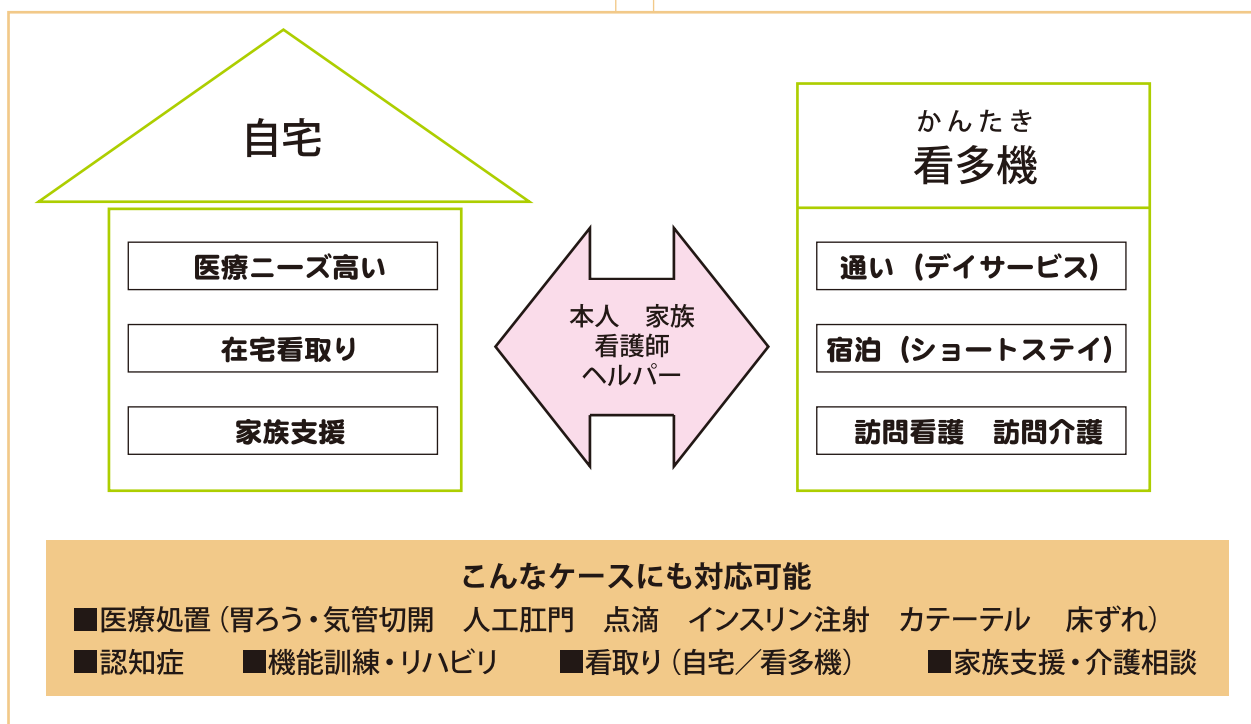 自宅
医療ニーズ高い
在宅看取り
家族支援
本人　家族
看護師
ヘルパー
かんたき
看多機
通い（デイサービス）
宿泊（ショートステイ）
訪問看護　訪問介護
こんなケースにも対応可能
■医療処置（胃ろう・気管切開　人工肛門　点滴　インスリン注射　カテーテル　床ずれ）
■認知症　■機能訓練・リハビリ　■看取り（自宅／看多機）　■家族支援・介護相談